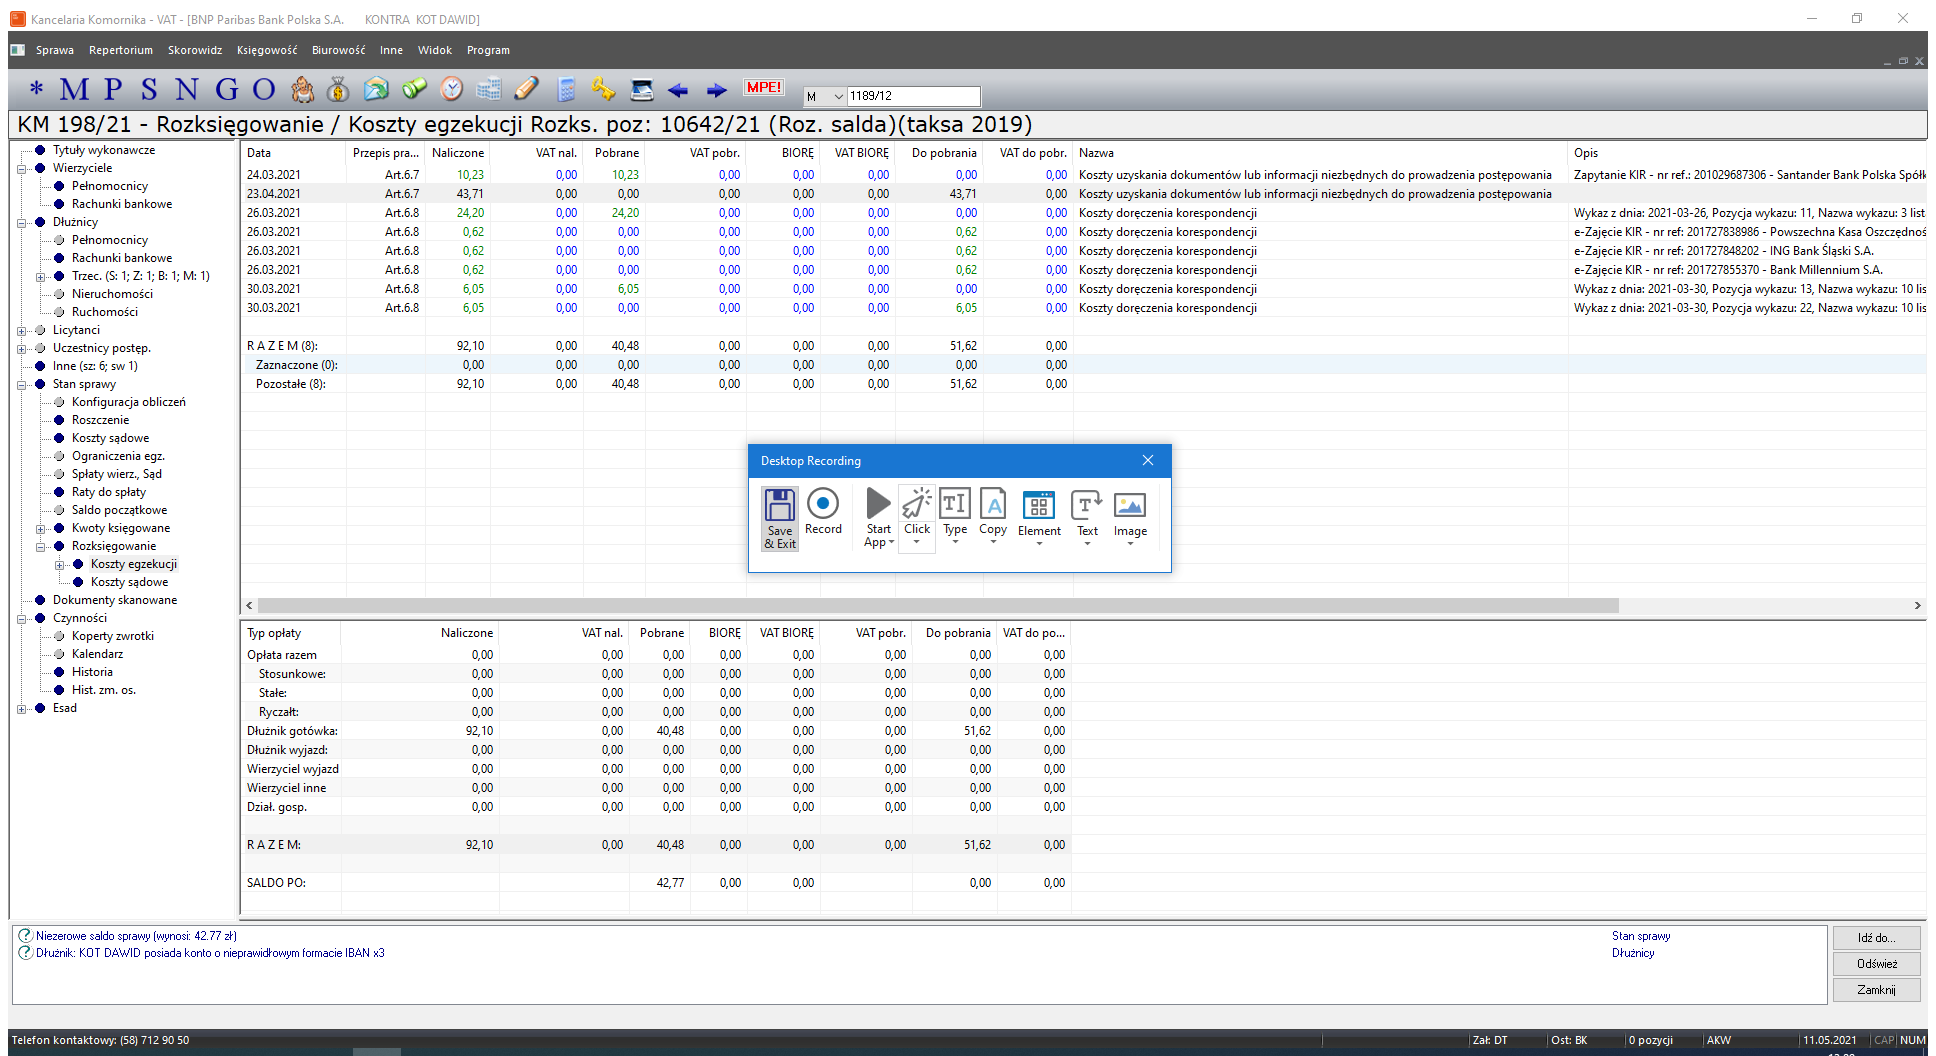 Kancelaria Komornika - VAT - [BNP Paribas Bank Polska S.A. KONTRA KOT DAWID]
Sprawa Repertorium Skorowidz Księgowość Biurowość Inne Widok Program
* M P S N G O MPE! M 1189/12
KM 198/21 - Rozksięgowanie / Koszty egzekucji Rozks. poz: 10642/21 (Roz. salda)(taksa 2019)
Tytuły wykonawcze
Wierzyciele
Pełnomocnicy
Rachunki bankowe
Dłużnicy
Pełnomocnicy
Rachunki bankowe
Trzec. (S: 1; Z: 1; B: 1; M: 1)
Nieruchomości
Ruchomości
Licytanci
Uczestnicy postęp.
Inne (sz: 6; sw 1)
Stan sprawy
Konfiguracja obliczeń
Roszczenie
Koszty sądowe
Ograniczenia egz.
Spłaty wierz., Sąd
Raty do spłaty
Saldo początkowe
Kwoty księgowane
Rozksięgowanie
Koszty egzekucji
Koszty sądowe
Dokumenty skanowane
Czynności
Koperty zwrotki
Kalendarz
Historia
Hist. zm. os.
Esad
Data Przepis pra... Naliczone VAT nal. Pobrane VAT pobr. BIORĘ VAT BIORĘ Do pobrania VAT do pobr. Nazwa Opis
24.03.2021 Art.6.7 10,23 0,00 10,23 0,00 0,00 0,00 0,00 0,00 Koszty uzyskania dokumentów lub informacji niezbędnych do prowadzenia postępowania Zapytanie KIR - nr ref.: 201029687306 - Santander Bank Polska Spółk
23.04.2021 Art.6.7 43,71 0,00 0,00 0,00 0,00 0,00 43,71 0,00 Koszty uzyskania dokumentów lub informacji niezbędnych do prowadzenia postępowania
26.03.2021 Art.6.8 24,20 0,00 24,20 0,00 0,00 0,00 0,00 0,00 Koszty doręczenia korespondencji Wykaz z dnia: 2021-03-26, Pozycja wykazu: 11, Nazwa wykazu: 3 list
26.03.2021 Art.6.8 0,62 0,00 0,00 0,00 0,00 0,00 0,62 0,00 Koszty doręczenia korespondencji e-Zajęcie KIR - nr ref: 201727838986 - Powszechna Kasa Oszczędnoś
26.03.2021 Art.6.8 0,62 0,00 0,00 0,00 0,00 0,00 0,62 0,00 Koszty doręczenia korespondencji e-Zajęcie KIR - nr ref: 201727848202 - ING Bank Śląski S.A.
26.03.2021 Art.6.8 0,62 0,00 0,00 0,00 0,00 0,00 0,62 0,00 Koszty doręczenia korespondencji e-Zajęcie KIR - nr ref: 201727855370 - Bank Millennium S.A.
30.03.2021 Art.6.8 6,05 0,00 6,05 0,00 0,00 0,00 0,00 0,00 Koszty doręczenia korespondencji Wykaz z dnia: 2021-03-30, Pozycja wykazu: 13, Nazwa wykazu: 10 lis
30.03.2021 Art.6.8 6,05 0,00 0,00 0,00 0,00 0,00 6,05 0,00 Koszty doręczenia korespondencji Wykaz z dnia: 2021-03-30, Pozycja wykazu: 22, Nazwa wykazu: 10 lis
R A Z E M (8): 92,10 0,00 40,48 0,00 0,00 0,00 51,62 0,00
Zaznaczone (0): 0,00 0,00 0,00 0,00 0,00 0,00 0,00 0,00
Pozostałe (8): 92,10 0,00 40,48 0,00 0,00 0,00 51,62 0,00
Desktop Recording
Save & Exit Record Start App Click Type Copy Element Text Image
Typ opłaty Naliczone VAT nal. Pobrane BIORĘ VAT BIORĘ VAT pobr. Do pobrania VAT do po...
Opłata razem 0,00 0,00 0,00 0,00 0,00 0,00 0,00 0,00
Stosunkowe: 0,00 0,00 0,00 0,00 0,00 0,00 0,00 0,00
Stałe: 0,00 0,00 0,00 0,00 0,00 0,00 0,00 0,00
Ryczałt: 0,00 0,00 0,00 0,00 0,00 0,00 0,00 0,00
Dłużnik gotówka: 92,10 0,00 40,48 0,00 0,00 0,00 51,62 0,00
Dłużnik wyjazd: 0,00 0,00 0,00 0,00 0,00 0,00 0,00 0,00
Wierzyciel wyjazd 0,00 0,00 0,00 0,00 0,00 0,00 0,00 0,00
Wierzyciel inne 0,00 0,00 0,00 0,00 0,00 0,00 0,00 0,00
Dział. gosp. 0,00 0,00 0,00 0,00 0,00 0,00 0,00 0,00
R A Z E M: 92,10 0,00 40,48 0,00 0,00 0,00 51,62 0,00
SALDO PO: 42,77 0,00 0,00 0,00 0,00
Niezerowe saldo sprawy (wynosi: 42.77 zł) Stan sprawy
Dłużnik: KOT DAWID posiada konto o nieprawidłowym formacie IBAN x3 Dłużnicy
Idź do...
Odśwież
Zamknij
Telefon kontaktowy: (58) 712 90 50 Zał: DT Ost: BK 0 pozycji AKW 11.05.2021 CAP NUM